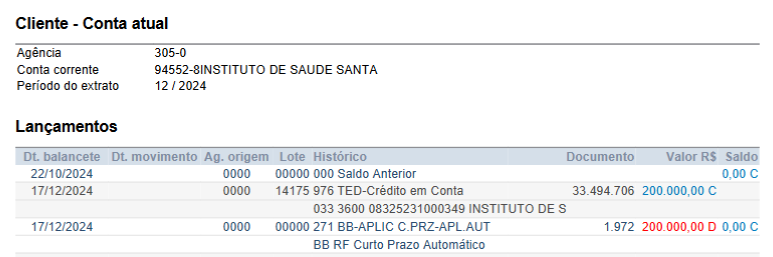 Cliente - Conta atual
Agência 305-0
Conta corrente 94552-8INSTITUTO DE SAUDE SANTA
Período do extrato 12 / 2024
Lançamentos
Dt. balancete Dt. movimento Ag. origem Lote Histórico Documento Valor R$ Saldo
22/10/2024 0000 00000 000 Saldo Anterior 0,00 C
17/12/2024 0000 14175 976 TED-Crédito em Conta 33.494.706 200.000,00 C
033 3600 08325231000349 INSTITUTO DE S
17/12/2024 0000 00000 271 BB-APLIC C.PRZ-APL.AUT 1.972 200.000,00 D 0,00 C
BB RF Curto Prazo Automático